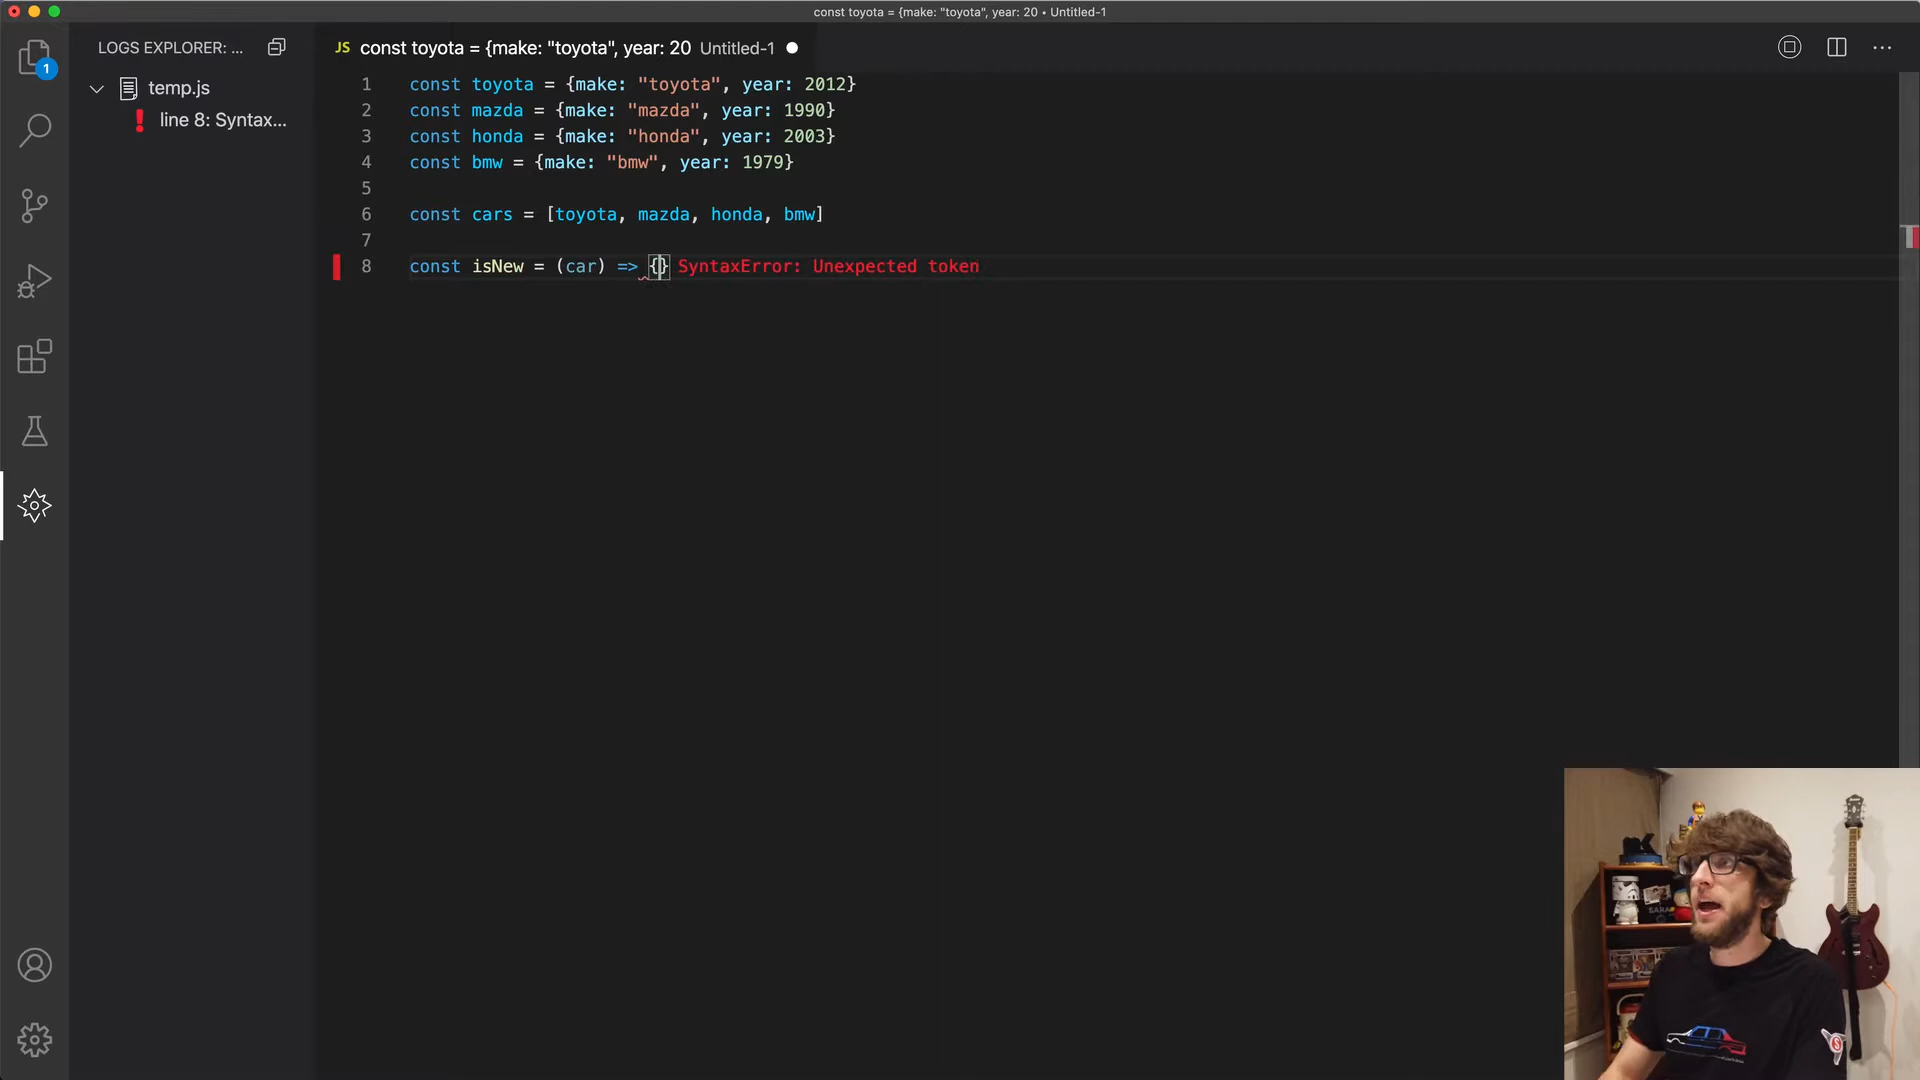 const toyota = {make: "toyota", year: 20 • Untitled-1
LOGS EXPLORER: ...
JS const toyota = {make: "toyota", year: 20 Untitled-1
1
temp.js
line 8: Syntax...
1 const toyota = {make: "toyota", year: 2012}
2 const mazda = {make: "mazda", year: 1990}
3 const honda = {make: "honda", year: 2003}
4 const bmw = {make: "bmw", year: 1979}
5
6 const cars = [toyota, mazda, honda, bmw]
7
8 const isNew = (car) => {} SyntaxError: Unexpected token